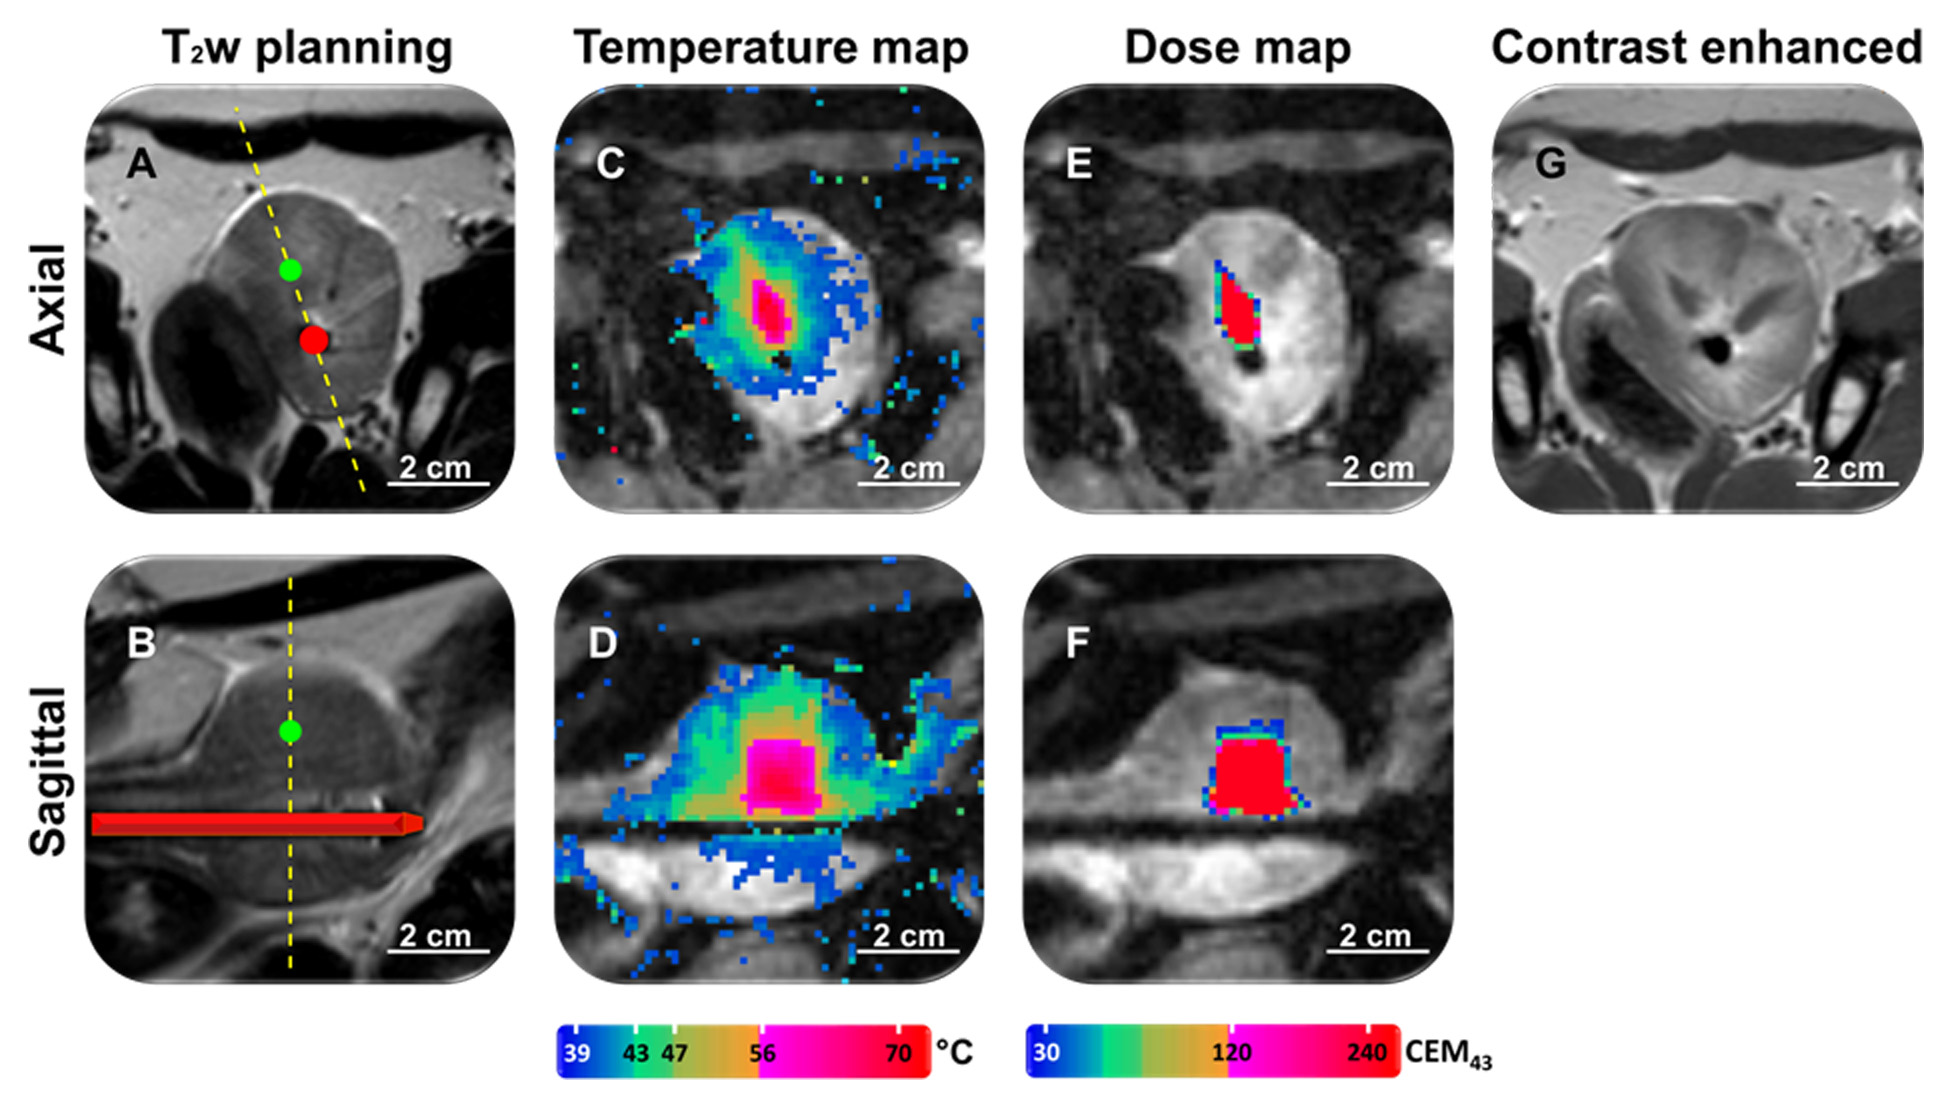 T₂w planning
Temperature map
Dose map
Contrast enhanced
Axial
A
2 cm
C
2 cm
E
2 cm
G
2 cm
Sagittal
B
2 cm
D
2 cm
F
2 cm
39 43 47 56 70 °C
30 120 240 CEM₄₃